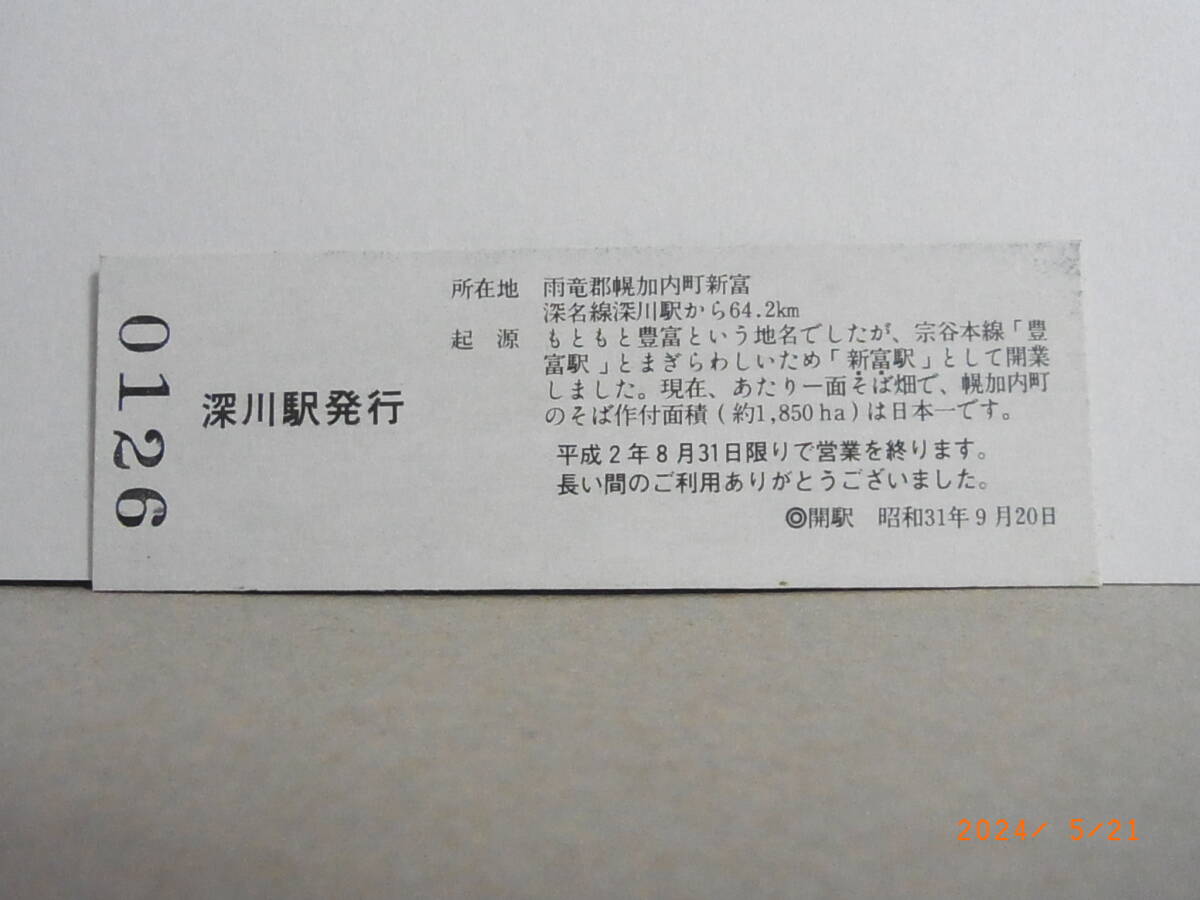 0126
深川駅発行
所在地 雨竜郡幌加内町新富
深名線深川駅から64.2km
起源 もともと豊富という地名でしたが、宗谷本線「豊
富駅」とまぎらわしいため「新富駅」として開業
しました。現在、あたり一面そば畑で、幌加内町
のそば作付面積(約1,850ha)は日本一です。
平成2年8月31日限りで営業を終ります。
長い間のご利用ありがとうございました。
◎開駅 昭和31年9月20日
2024/ 5/21